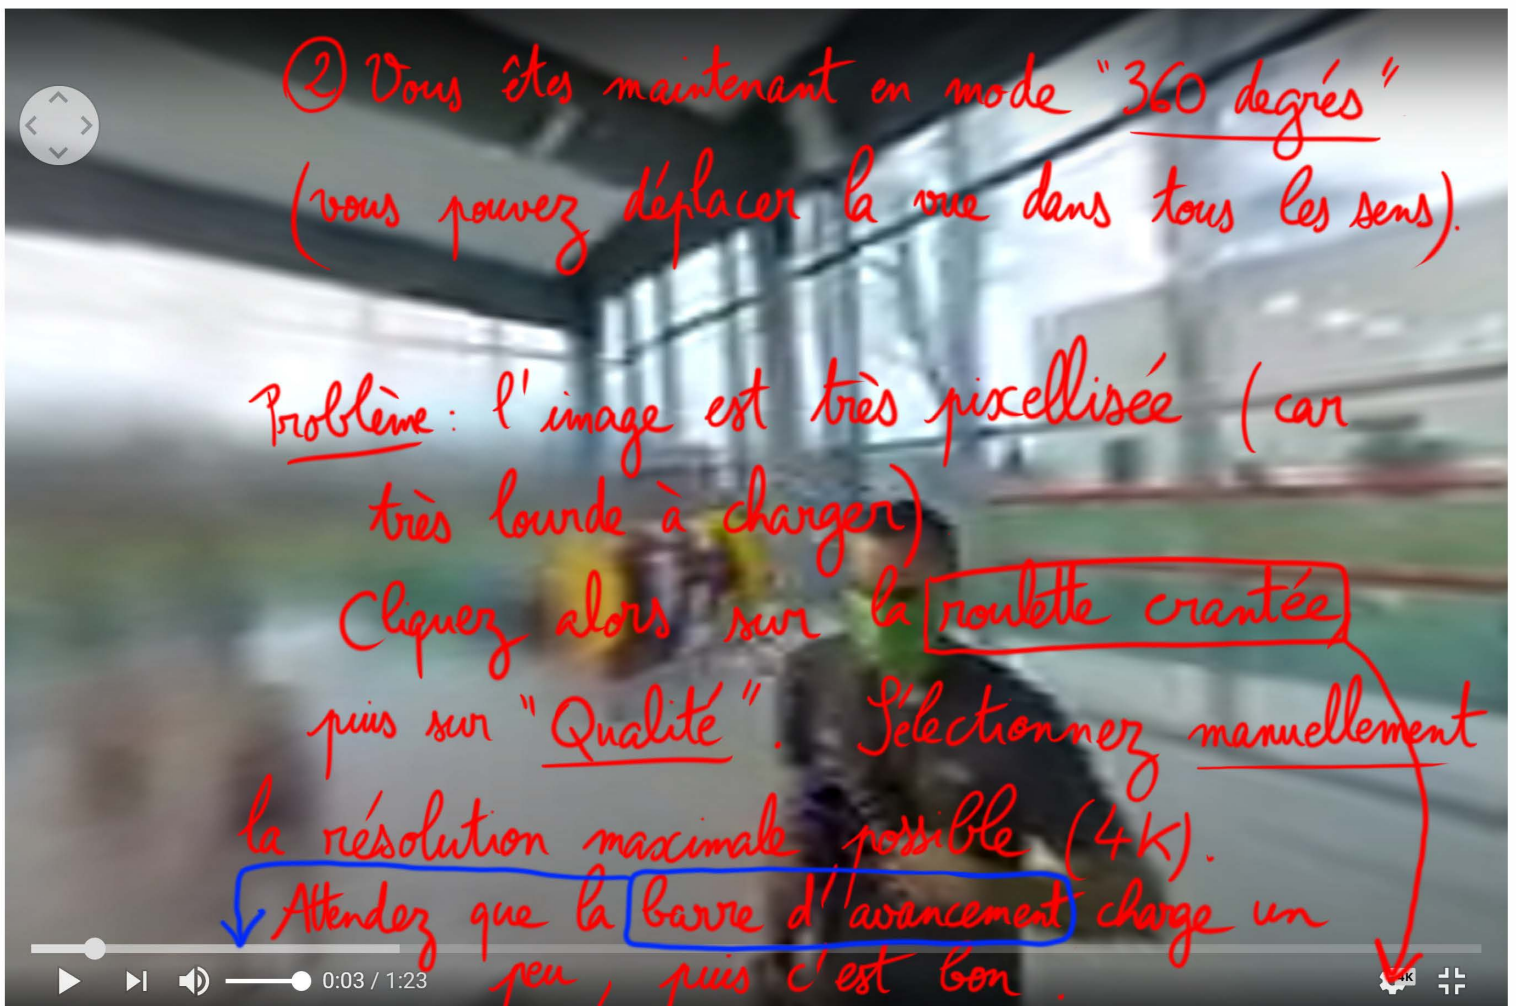 ② Vous êtes maintenant en mode "360 degrés"
(vous pouvez déplacer la vue dans tous les sens).
Problème : l'image est très pixellisée (car
très lourde à charger)
Cliquez alors sur la roulette crantée
puis sur "Qualité". Sélectionnez manuellement
la résolution maximale possible (4K).
Attendez que la barre d'avancement charge un
peu, puis c'est bon.
0:03 / 1:23
4K